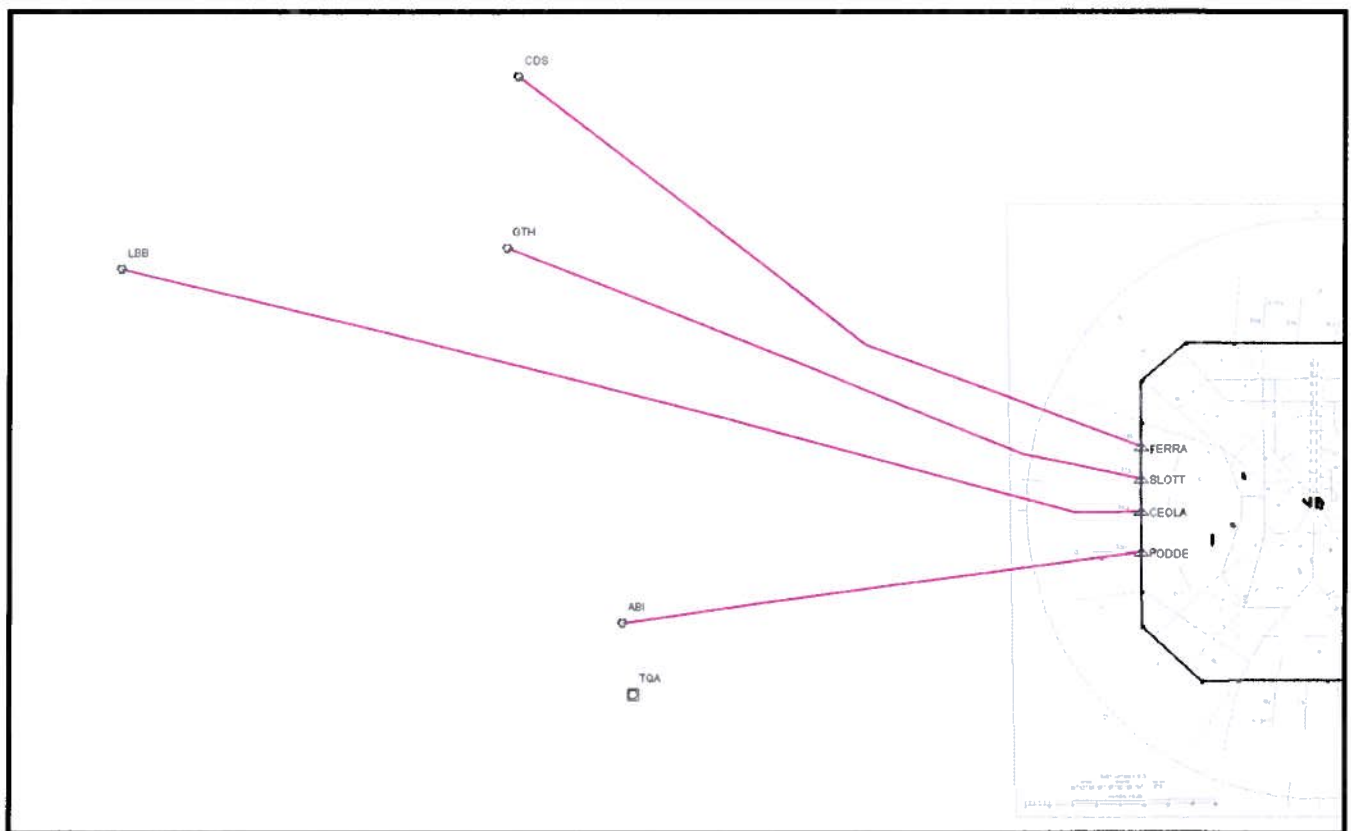 CDS
GTH
LBB
FERRA
SLOTT
CEOLA
PODDE
ABI
TQA